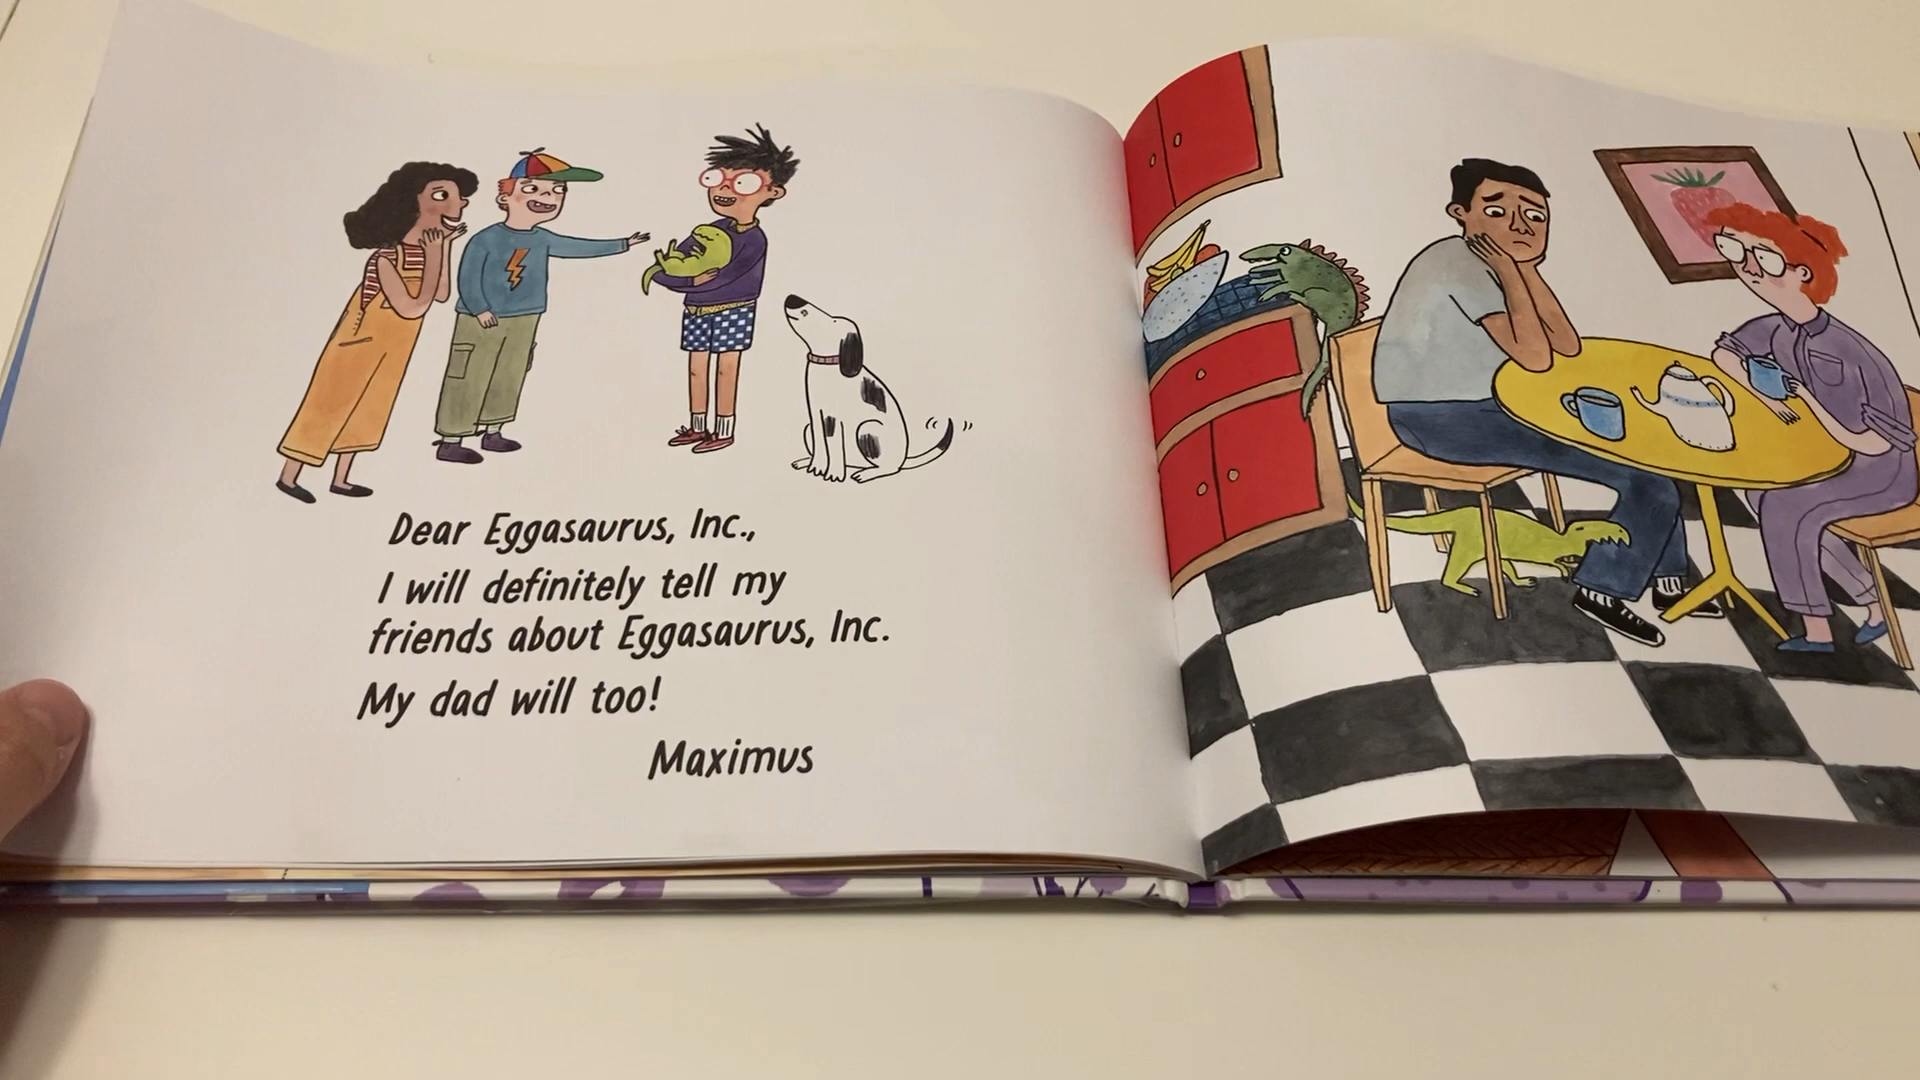 Dear Eggasaurus, Inc.,
I will definitely tell my
friends about Eggasaurus, Inc.
My dad will too!
Maximus